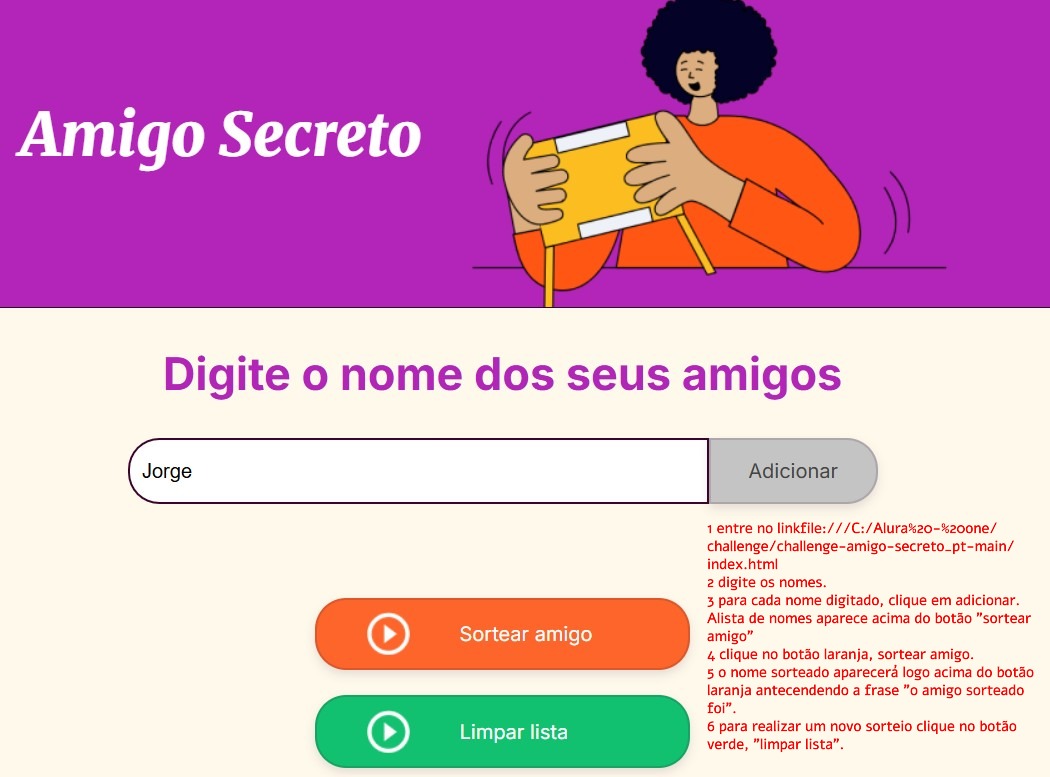 Amigo Secreto
Digite o nome dos seus amigos
Jorge
Adicionar
1 entre no linkfile:///C:/Alura%20-%20one/
challenge/challenge-amigo-secreto_pt-main/
index.html
2 digite os nomes.
3 para cada nome digitado, clique em adicionar.
Alista de nomes aparece acima do botão "sortear
amigo"
4 clique no botão laranja, sortear amigo.
5 o nome sorteado aparecerá logo acima do botão
laranja antecendendo a frase "o amigo sorteado
foi".
6 para realizar um novo sorteio clique no botão
verde, "limpar lista".
Sortear amigo
Limpar lista